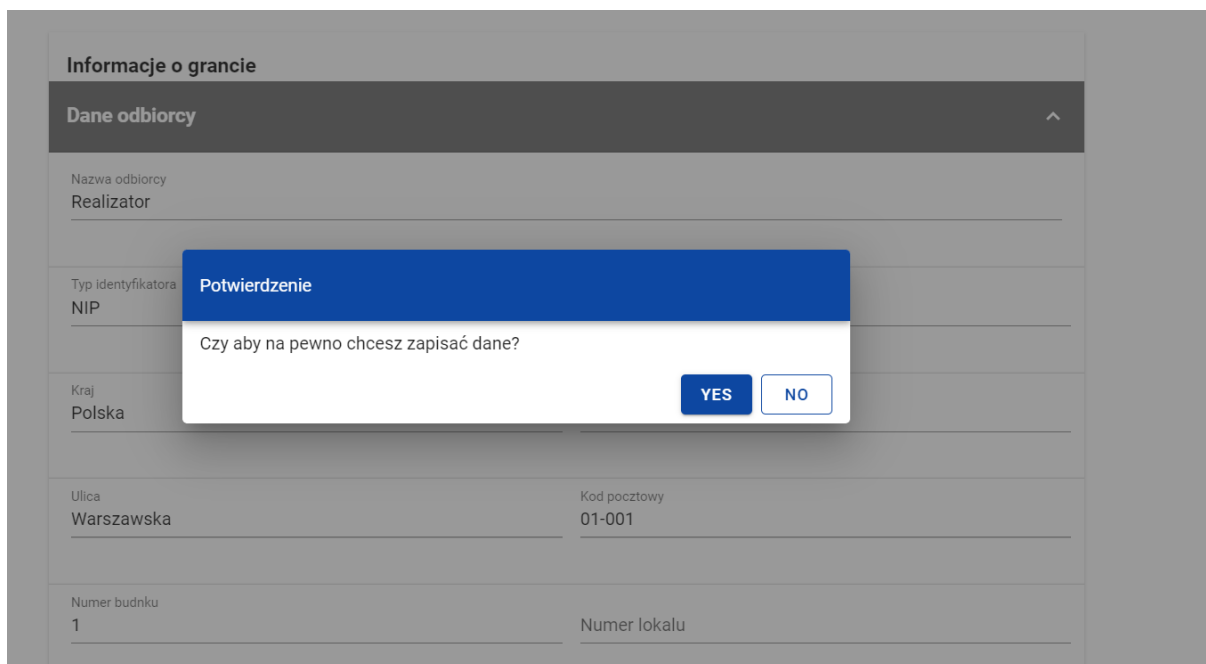 Informacje o grancie
Dane odbiorcy
Nazwa odbiorcy
Realizator
Typ identyfikatora
NIP
Potwierdzenie
Czy aby na pewno chcesz zapisać dane?
YES NO
Kraj
Polska
Ulica Kod pocztowy
Warszawska 01-001
Numer budnku
1 Numer lokalu